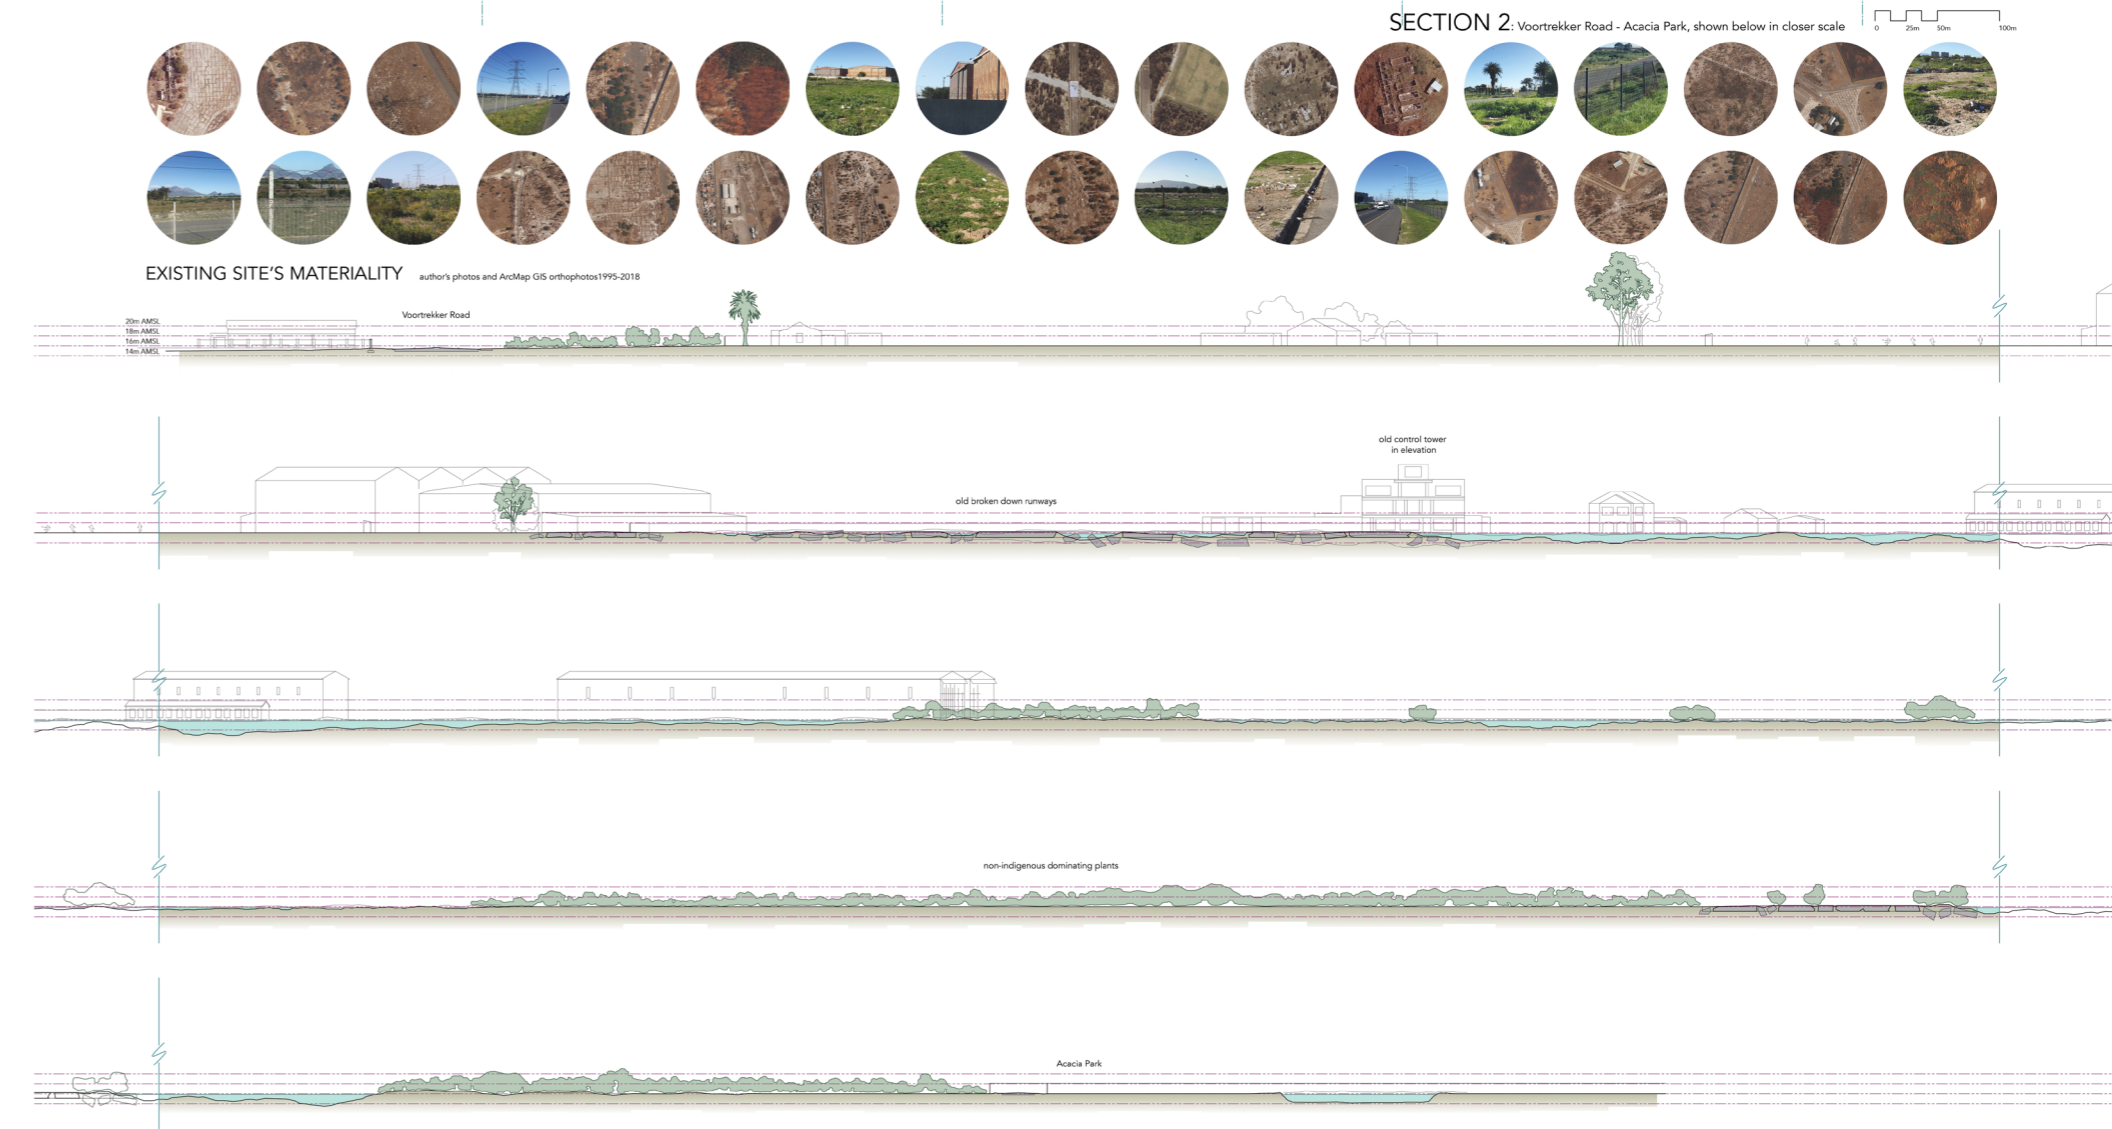 SECTION 2: Voortrekker Road - Acacia Park, shown below in closer scale
0 25m 50m 100m
EXISTING SITE'S MATERIALITY author's photos and ArcMap GIS orthophotos1995-2018
Voortrekker Road
20m AMSL
18m AMSL
16m AMSL
14m AMSL
old control tower
in elevation
old broken down runways
non-indigenous dominating plants
Acacia Park